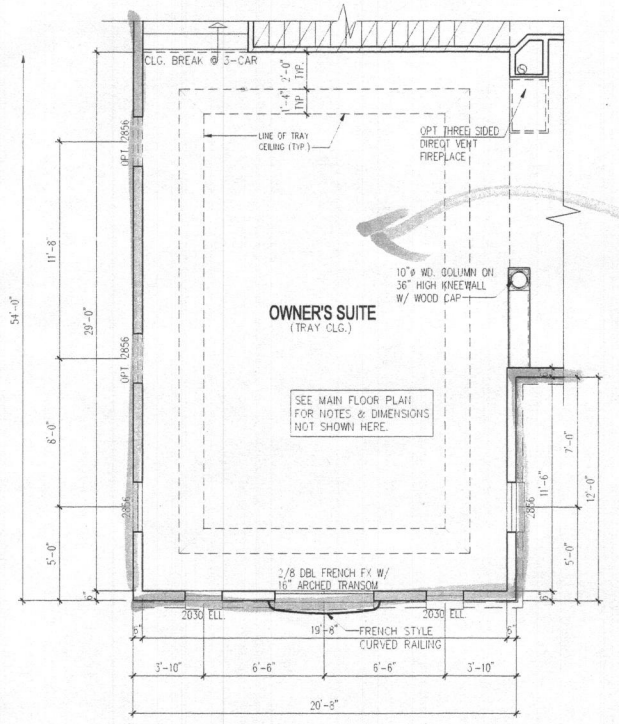 CLG. BREAK @ 3-CAR
2'-0"
TYP.
1'-4"
TYP
LINE OF TRAY
CEILING (TYP.)
OPT THREE SIDED
DIRECT VENT
FIREPLACE
OPT 2856
11'-8"
54'-0"
29'-0"
10"ø WD. COLUMN ON
36" HIGH KNEEWALL
W/ WOOD CAP
OWNER'S SUITE
(TRAY CLG.)
OPT 2856
SEE MAIN FLOOR PLAN
FOR NOTES & DIMENSIONS
NOT SHOWN HERE.
8'-0"
7'-0"
11'-6"
12'-0"
2856
2856
5'-0"
5'-0"
2/8 DBL FRENCH FX W/
16" ARCHED TRANSOM
6"
6"
2030 ELL.
2030 ELL.
6"
19'-8"
6"
FRENCH STYLE
CURVED RAILING
3'-10"
6'-6"
6'-6"
3'-10"
20'-8"